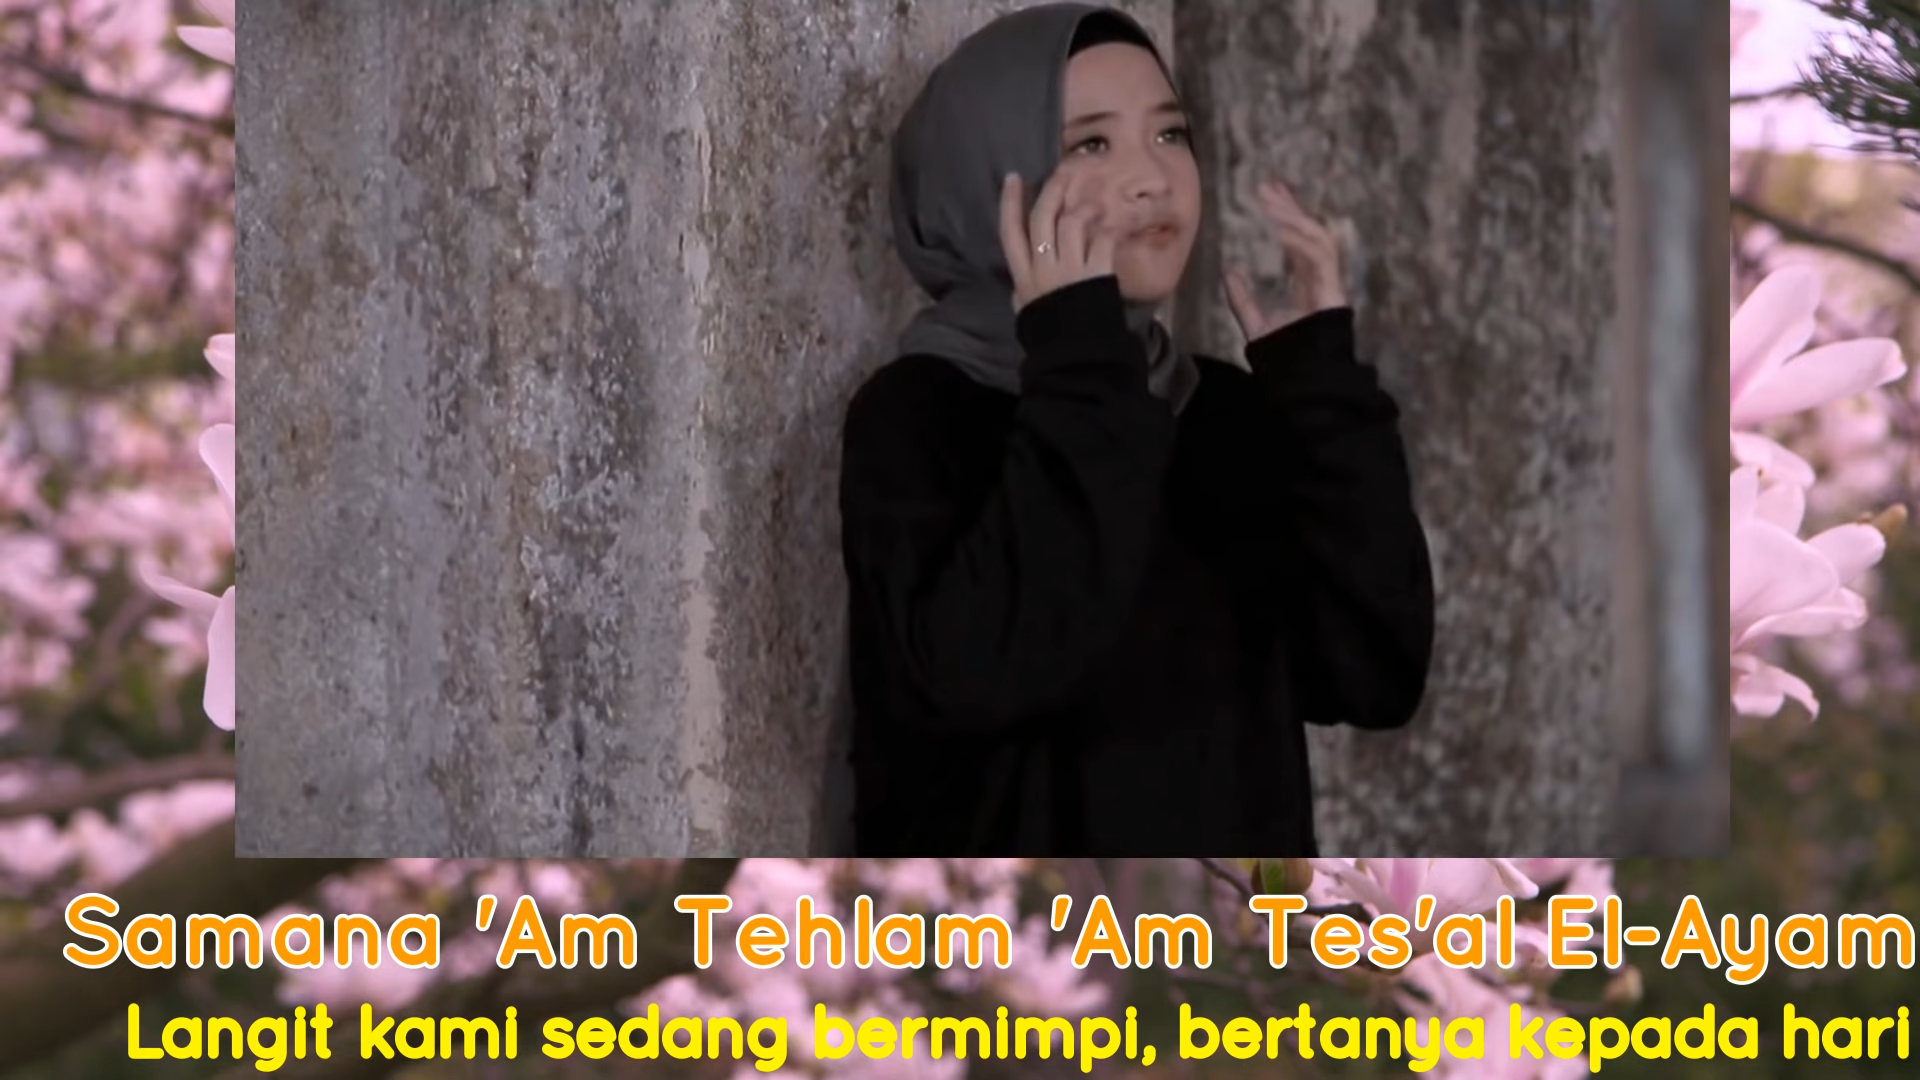 Samana 'Am Tehlam 'Am Tes'al El-Ayam
Langit kami sedang bermimpi, bertanya kepada hari